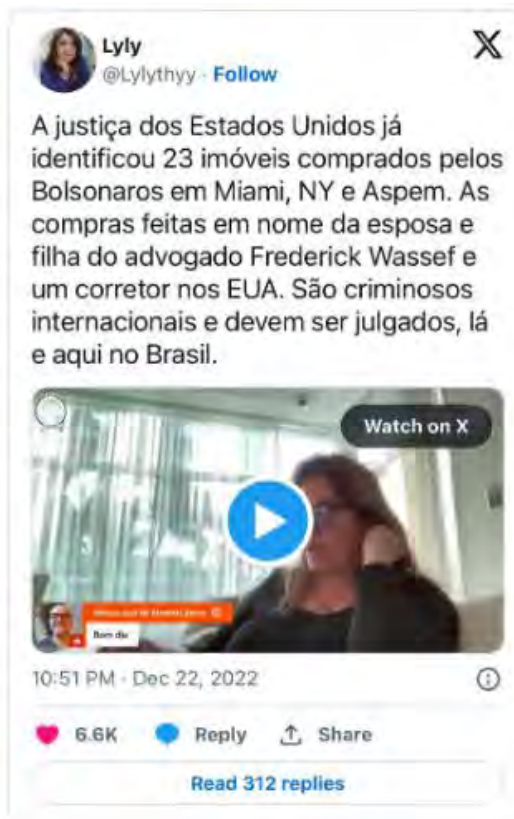 Lyly
@Lylythyy · Follow
A justiça dos Estados Unidos já
identificou 23 imóveis comprados pelos
Bolsonaros em Miami, NY e Aspem. As
compras feitas em nome da esposa e
filha do advogado Frederick Wassef e
um corretor nos EUA. São criminosos
internacionais e devem ser julgados, lá
e aqui no Brasil.
Watch on X
Bom dia
10:51 PM · Dec 22, 2022
6.6K Reply Share
Read 312 replies